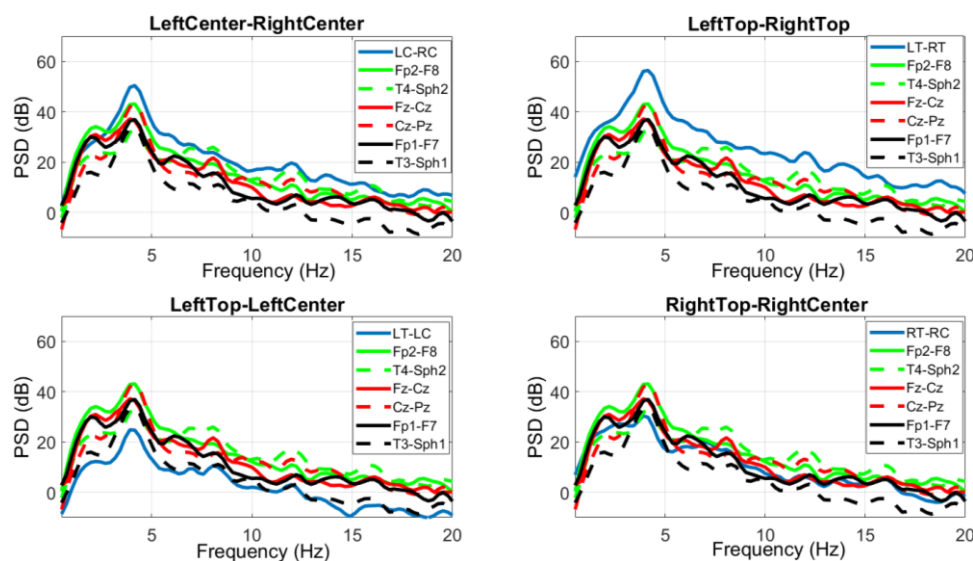 LeftCenter-RightCenter
60
40
20
0
PSD (dB)
5
10
15
20
Frequency (Hz)
LC-RC
Fp2-F8
T4-Sph2
Fz-Cz
Cz-Pz
Fp1-F7
T3-Sph1
LeftTop-RightTop
60
40
20
0
PSD (dB)
5
10
15
20
Frequency (Hz)
LT-RT
Fp2-F8
T4-Sph2
Fz-Cz
Cz-Pz
Fp1-F7
T3-Sph1
LeftTop-LeftCenter
60
40
20
0
PSD (dB)
5
10
15
20
Frequency (Hz)
LT-LC
Fp2-F8
T4-Sph2
Fz-Cz
Cz-Pz
Fp1-F7
T3-Sph1
RightTop-RightCenter
60
40
20
0
PSD (dB)
5
10
15
20
Frequency (Hz)
RT-RC
Fp2-F8
T4-Sph2
Fz-Cz
Cz-Pz
Fp1-F7
T3-Sph1